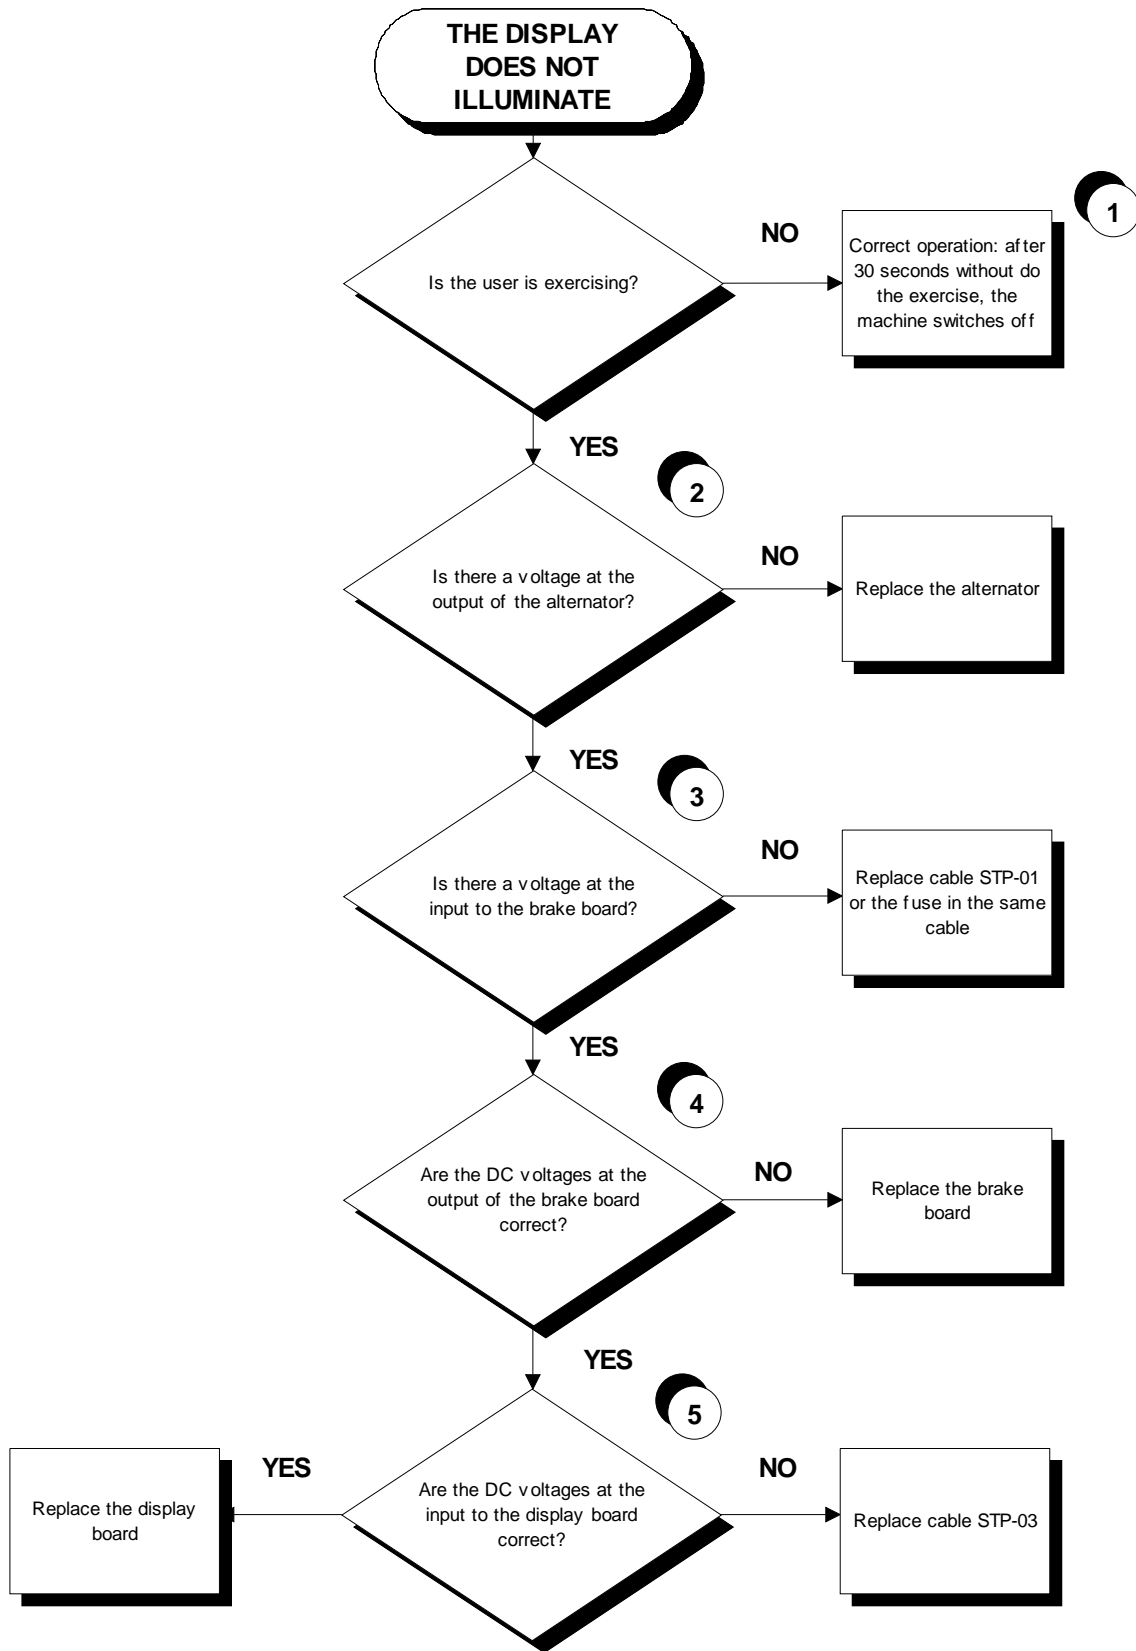 THE DISPLAY
DOES NOT
ILLUMINATE
Is the user is exercising?
NO
Correct operation: after
30 seconds without do
the exercise, the
machine switches off
1
YES
2
Is there a voltage at the
output of the alternator?
NO
Replace the alternator
YES
3
Is there a voltage at the
input to the brake board?
NO
Replace cable STP-01
or the fuse in the same
cable
YES
4
Are the DC voltages at the
output of the brake board
correct?
NO
Replace the brake
board
YES
5
Are the DC voltages at the
input to the display board
correct?
YES
Replace the display
board
NO
Replace cable STP-03